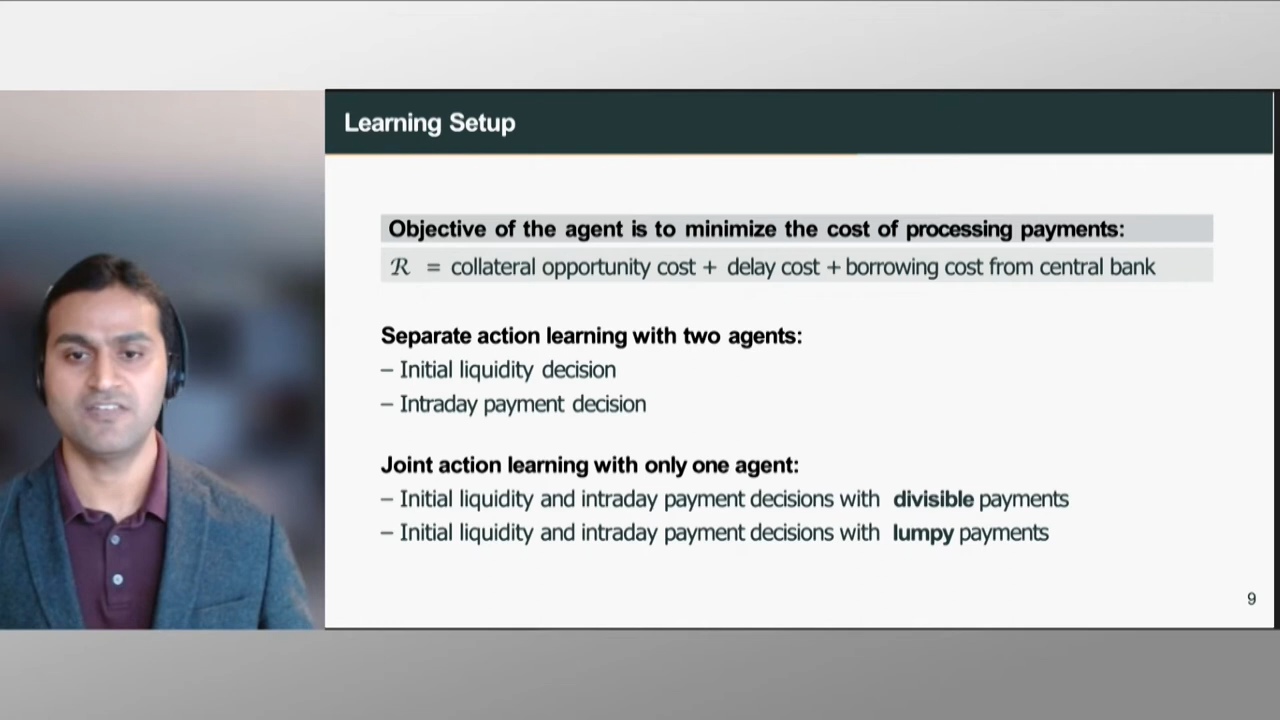 Learning Setup
Objective of the agent is to minimize the cost of processing payments:
ℛ = collateral opportunity cost + delay cost + borrowing cost from central bank
Separate action learning with two agents:
– Initial liquidity decision
– Intraday payment decision
Joint action learning with only one agent:
– Initial liquidity and intraday payment decisions with divisible payments
– Initial liquidity and intraday payment decisions with lumpy payments
9